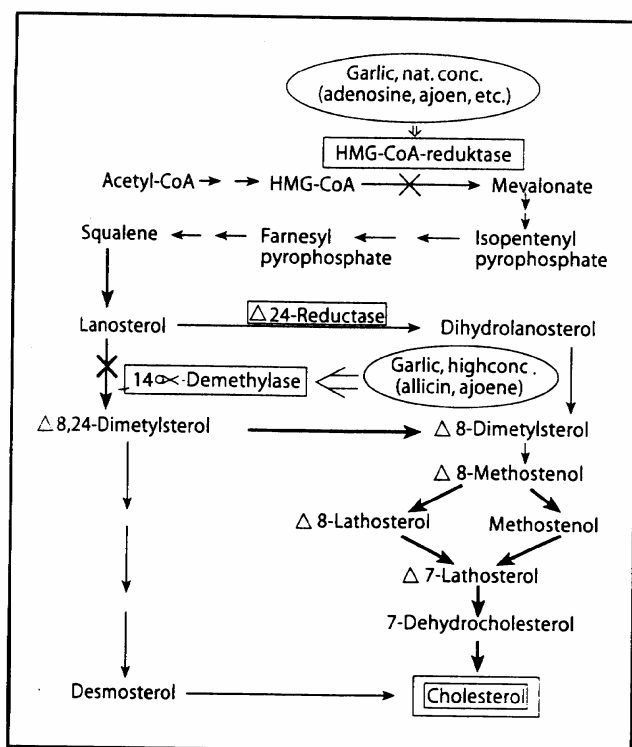 Garlic, nat. conc.
(adenosine, ajoen, etc.)
HMG-CoA-reduktase
Acetyl-CoA HMG-CoA Mevalonate
Squalene Farnesyl pyrophosphate Isopentenyl pyrophosphate
△24-Reductase
Lanosterol Dihydrolanosterol
14∝-Demethylase
Garlic, highconc.
(allicin, ajoene)
△8,24-Dimetylsterol △8-Dimetylsterol
△8-Methostenol
△8-Lathosterol Methostenol
△7-Lathosterol
7-Dehydrocholesterol
Desmosterol Cholesterol